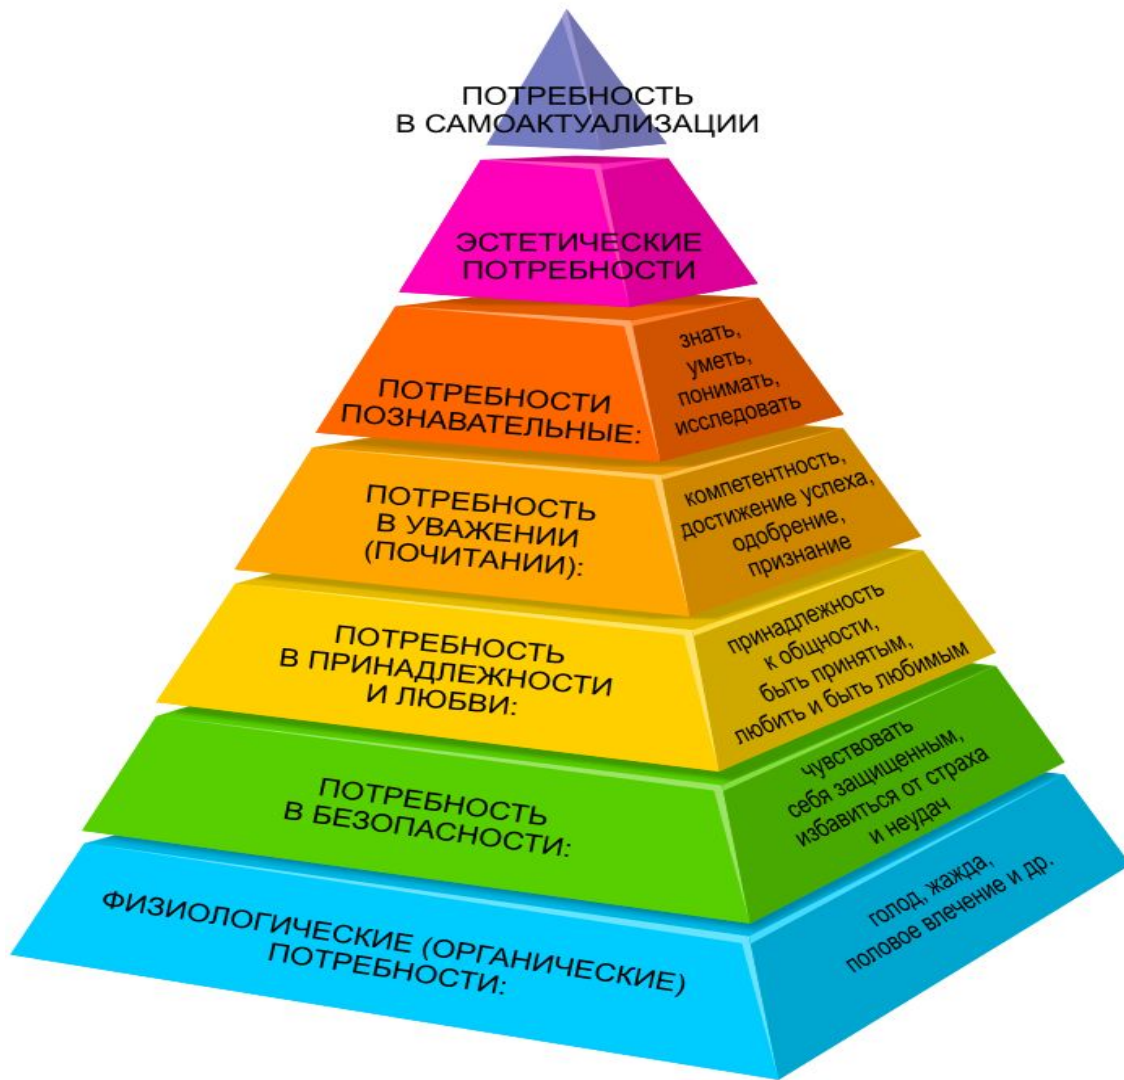 ПОТРЕБНОСТЬ
В САМОАКТУАЛИЗАЦИИ
ЭСТЕТИЧЕСКИЕ
ПОТРЕБНОСТИ
ПОТРЕБНОСТИ
ПОЗНАВАТЕЛЬНЫЕ:
знать,
уметь,
понимать,
исследовать
ПОТРЕБНОСТЬ
В УВАЖЕНИИ
(ПОЧИТАНИИ):
компетентность,
достижение успеха,
одобрение,
признание
ПОТРЕБНОСТЬ
В ПРИНАДЛЕЖНОСТИ
И ЛЮБВИ:
принадлежность
к общности,
быть принятым,
любить и быть любимым
ПОТРЕБНОСТЬ
В БЕЗОПАСНОСТИ:
чувствовать
себя защищенным,
избавиться от страха
и неудач
ФИЗИОЛОГИЧЕСКИЕ (ОРГАНИЧЕСКИЕ)
ПОТРЕБНОСТИ:
голод, жажда,
половое влечение и др.